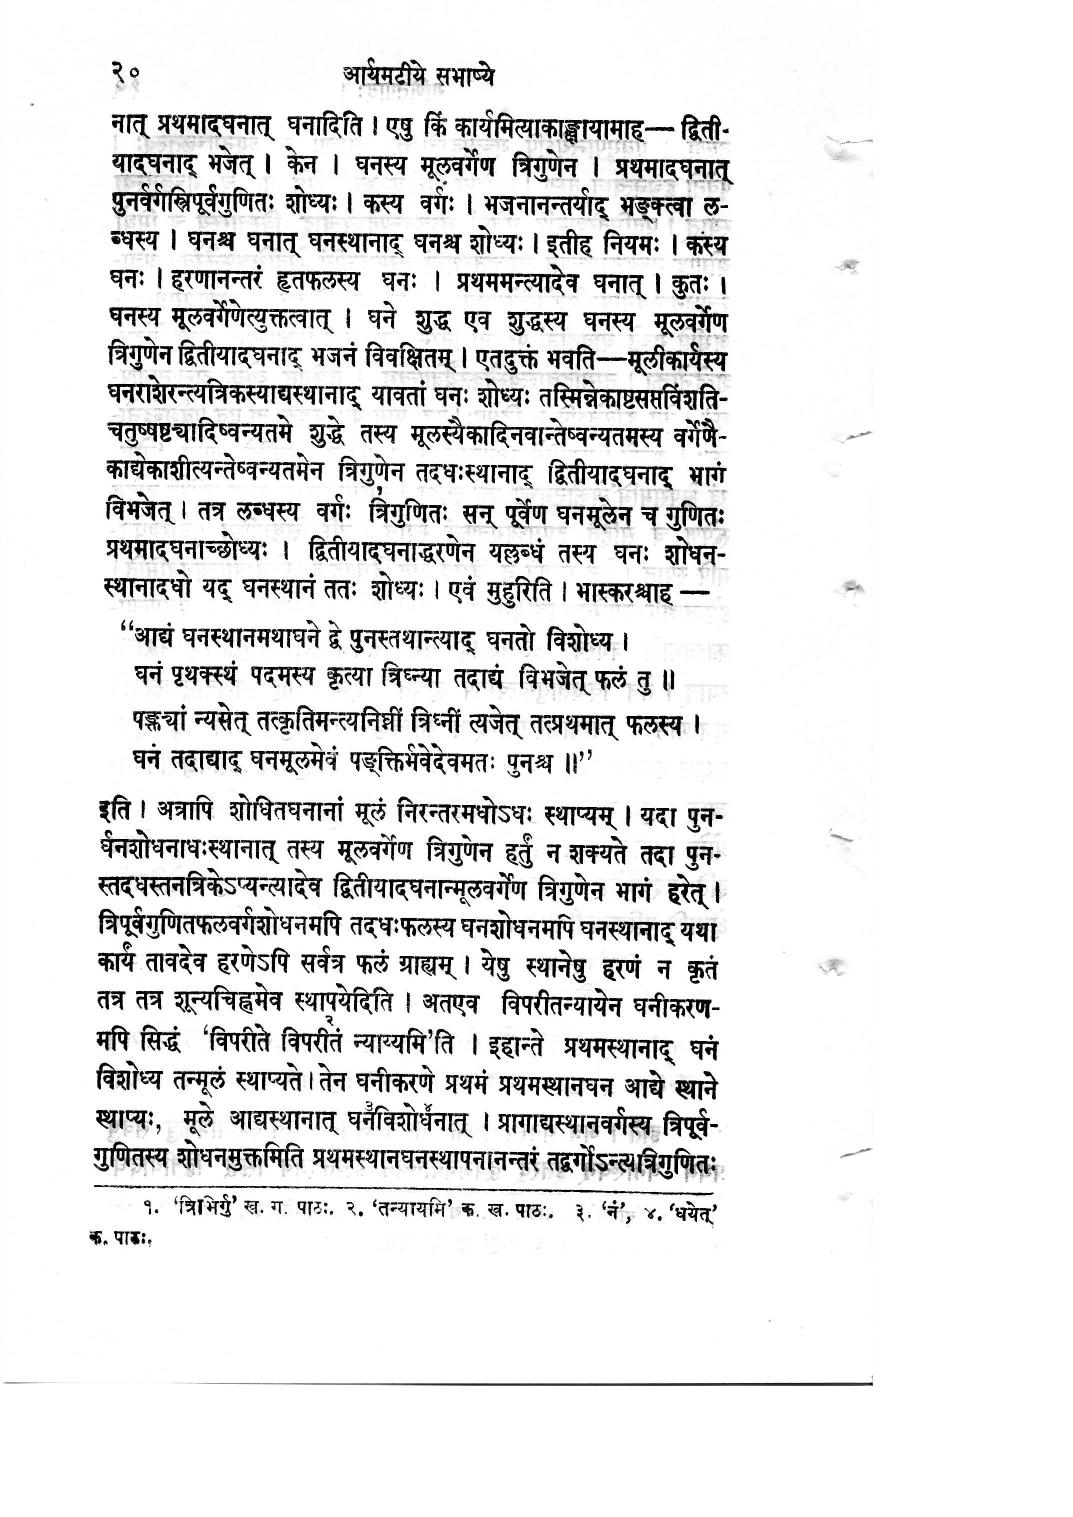 २० आर्यभटीये सभाष्ये
नात् प्रथमादघनात् घनादिति । एषु किं कार्यमित्याकाङ्क्षायामाह— द्विती-
यादघनाद् भजेत् । केन । घनस्य मूलवर्गेण त्रिगुणेन । प्रथमादघनात्
पुनर्वर्गस्त्रिपूर्वगुणितः शोध्यः । कस्य वर्गः । भजनानन्तर्याद् भङ्क्त्वा ल-
ब्धस्य । घनश्च घनात् घनस्थानाद् घनश्च शोध्यः । इतीह नियमः । कस्य
घनः । हरणानन्तरं हृतफलस्य घनः । प्रथममन्त्यादेव घनात् । कुतः ।
घनस्य मूलवर्गेणेत्युक्तत्वात् । घने शुद्ध एव शुद्धस्य घनस्य मूलवर्गेण
त्रिगुणेन द्वितीयादघनाद् भजनं विवक्षितम् । एतदुक्तं भवति—मूलीकार्यस्य
घनराशेरन्त्यत्रिकस्याद्यस्थानाद् यावतां घनः शोध्यः तस्मिन्नेकाष्टसप्तविंशति-
चतुष्षष्ट्यादिष्वन्यतमे शुद्धे तस्य मूलस्यैकादिनवान्तेष्वन्यतमस्य वर्गेणै-
काद्येकाशीत्यन्तेष्वन्यतमेन त्रिगुणेन तदधःस्थानाद् द्वितीयादघनाद् भागं
विभजेत् । तत्र लब्धस्य वर्गः त्रिगुणितः१ सन् पूर्वेण घनमूलेन च गुणितः
प्रथमादघनाच्छोध्यः । द्वितीयादघनाद्धरणेन यल्लब्धं तस्य घनः शोधन-
स्थानादधो यद् घनस्थानं ततः शोध्यः । एवं मुहुरिति । भास्करश्चाह —
“आद्यं घनस्थानमथाघने द्वे पुनस्तथान्त्याद् घनतो विशोध्य ।
घनं पृथक्स्थं पदमस्य कृत्या त्रिघ्न्या तदाद्यं विभजेत् फलं तु ॥
पङ्क्त्यां न्यसेत् तत्कृतिमन्त्यनिघ्नीं त्रिघ्नीं त्यजेत् तत्प्रथमात् फलस्य ।
घनं तदाद्याद् घनमूलमेवं पङ्क्तिर्भवेदेवमतः पुनश्च ॥”
इति । अत्रापि शोधितघनानां मूलं निरन्तरमधोऽधः स्थाप्यम् । यदा पुन-
र्घनशोधनाधःस्थानात् तस्य मूलवर्गेण त्रिगुणेन हर्तुं न शक्यते तदा पुन-
स्तदधस्तनत्रिकेऽप्यन्त्यादेव द्वितीयादघनान्मूलवर्गेण त्रिगुणेन भागं हरेत् ।
त्रिपूर्वगुणितफलवर्गशोधनमपि तदधःफलस्य घनशोधनमपि घनस्थानाद् यथा
कार्यं तावदेव हरणेऽपि सर्वत्र फलं ग्राह्यम् । येषु स्थानेषु हरणं न कृतं
तत्र तत्र शून्यचिह्नमेव स्थापयेदिति । अतएव विपरीतन्यायेन घनीकरण-
मपि सिद्धं ‘विपरीते विपरीतं२ न्याय्यमि’ति । इहान्ते प्रथमस्थानाद् घनं
विशोध्य तन्मूलं स्थाप्यते । तेन घनीकरणे प्रथमं प्रथमस्थानघन आद्ये स्थाने
स्थाप्यः, मूले आद्यस्थानात् घन३विशोध४नात् । प्रागाद्यस्थानवर्गस्य त्रिपूर्व-
गुणितस्य शोधनमुक्तमिति प्रथमस्थानघनस्थापनानन्तरं तद्वर्गोऽन्त्यत्रिगुणितः
१. ‘त्रिभिर्गु’ ख. ग. पाठः. २. ‘तन्यायमि’ क. ख. पाठः. ३. ‘नं’, ४. ‘धयेत्’
क. पाठः.